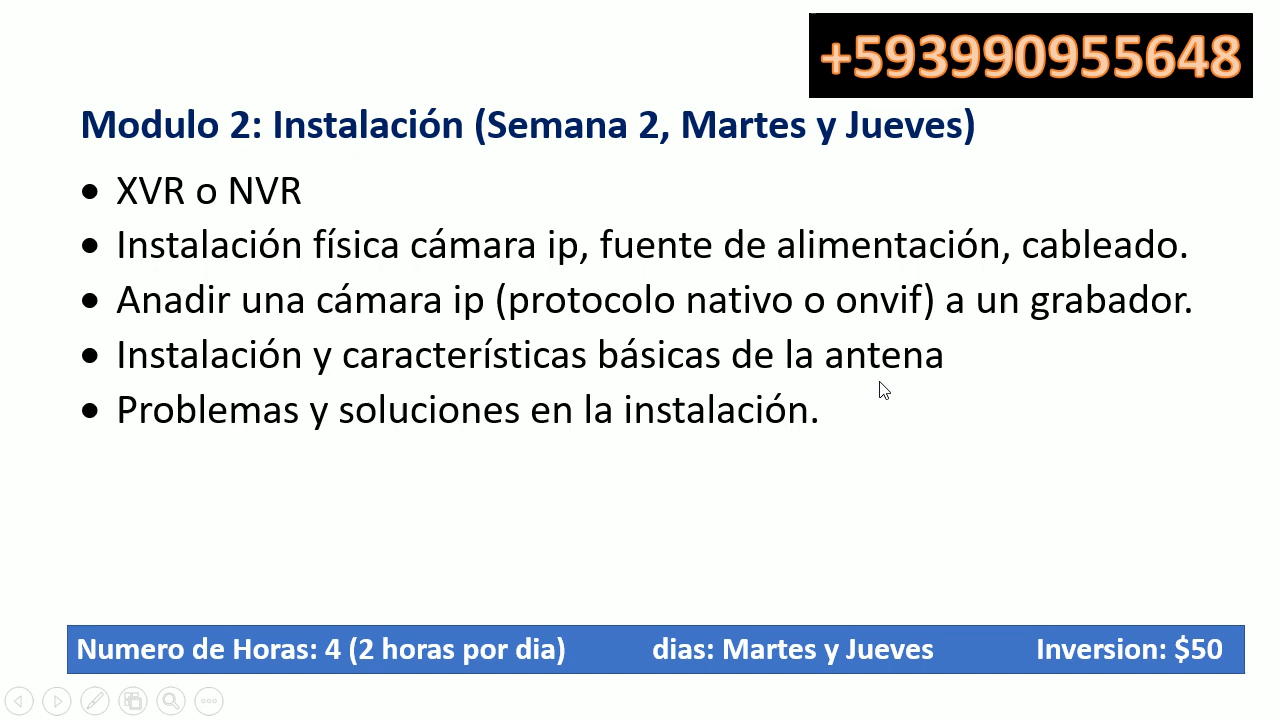 +593990955648
Modulo 2: Instalación (Semana 2, Martes y Jueves)
• XVR o NVR
• Instalación física cámara ip, fuente de alimentación, cableado.
• Anadir una cámara ip (protocolo nativo o onvif) a un grabador.
• Instalación y características básicas de la antena
• Problemas y soluciones en la instalación.
Numero de Horas: 4 (2 horas por dia) dias: Martes y Jueves Inversion: $50